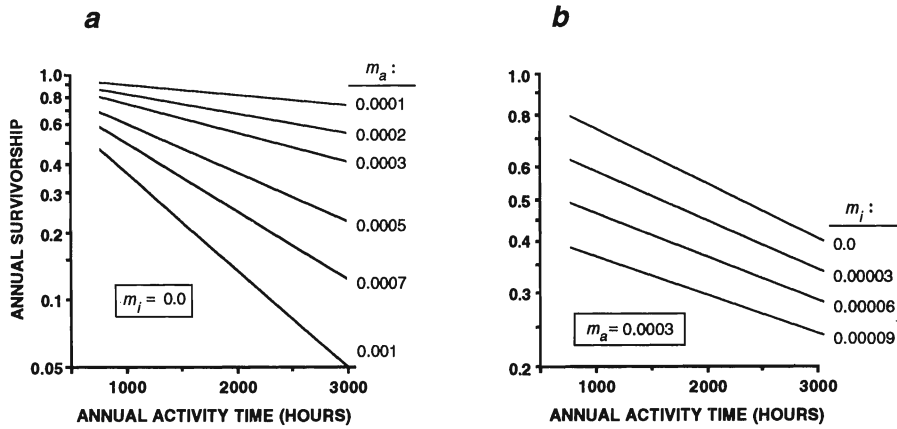 a
ANNUAL SURVIVORSHIP
1.0
0.8
0.6
0.4
0.3
0.2
0.1
0.05
1000 2000 3000
ANNUAL ACTIVITY TIME (HOURS)
m_a :
0.0001
0.0002
0.0003
0.0005
0.0007
0.001
m_i = 0.0
b
1.0
0.8
0.6
0.5
0.4
0.3
0.2
1000 2000 3000
ANNUAL ACTIVITY TIME (HOURS)
m_i :
0.0
0.00003
0.00006
0.00009
m_a = 0.0003